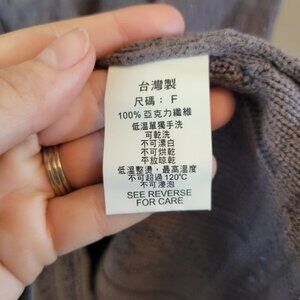 台灣製
尺碼：F
100%亞克力纖維
低溫單獨手洗
可乾洗
不可漂白
不可烘乾
平放晾乾
低溫整燙，最高溫度
不可超過120℃
不可浸泡
SEE REVERSE
FOR CARE